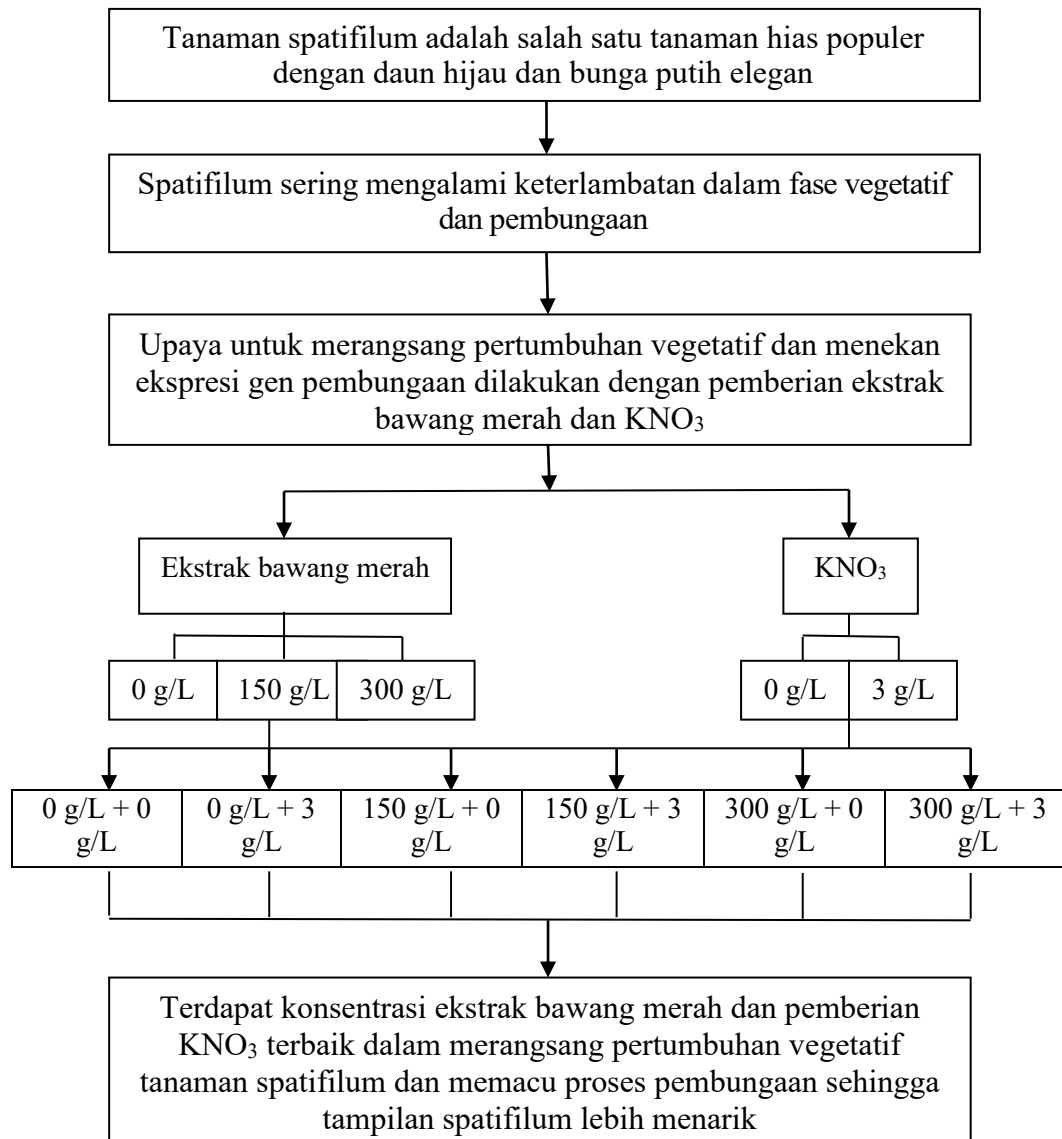 Tanaman spatifilum adalah salah satu tanaman hias populer
dengan daun hijau dan bunga putih elegan
Spatifilum sering mengalami keterlambatan dalam fase vegetatif
dan pembungaan
Upaya untuk merangsang pertumbuhan vegetatif dan menekan
ekspresi gen pembungaan dilakukan dengan pemberian ekstrak
bawang merah dan KNO₃
Ekstrak bawang merah
KNO₃
0 g/L
150 g/L
300 g/L
0 g/L
3 g/L
0 g/L + 0
g/L
0 g/L + 3
g/L
150 g/L + 0
g/L
150 g/L + 3
g/L
300 g/L + 0
g/L
300 g/L + 3
g/L
Terdapat konsentrasi ekstrak bawang merah dan pemberian
KNO₃ terbaik dalam merangsang pertumbuhan vegetatif
tanaman spatifilum dan memacu proses pembungaan sehingga
tampilan spatifilum lebih menarik